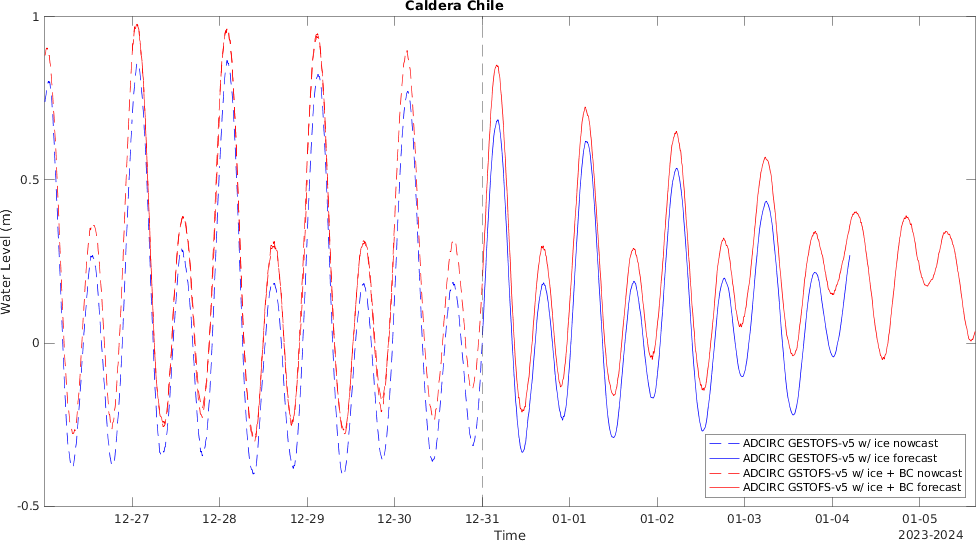 Caldera Chile
1
0.5
0
-0.5
Water Level (m)
12-27 12-28 12-29 12-30 12-31 01-01 01-02 01-03 01-04 01-05
Time
2023-2024
ADCIRC GESTOFS-v5 w/ ice nowcast
ADCIRC GESTOFS-v5 w/ ice forecast
ADCIRC GSTOFS-v5 w/ ice + BC nowcast
ADCIRC GSTOFS-v5 w/ ice + BC forecast